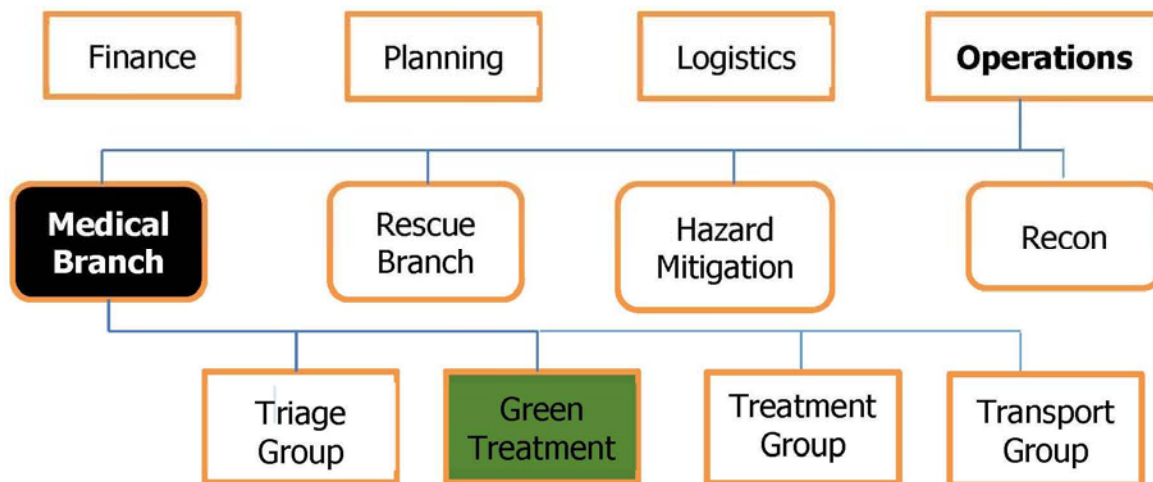 Finance
Planning
Logistics
Operations
Medical
Branch
Rescue
Branch
Hazard
Mitigation
Recon
Triage
Group
Green
Treatment
Treatment
Group
Transport
Group